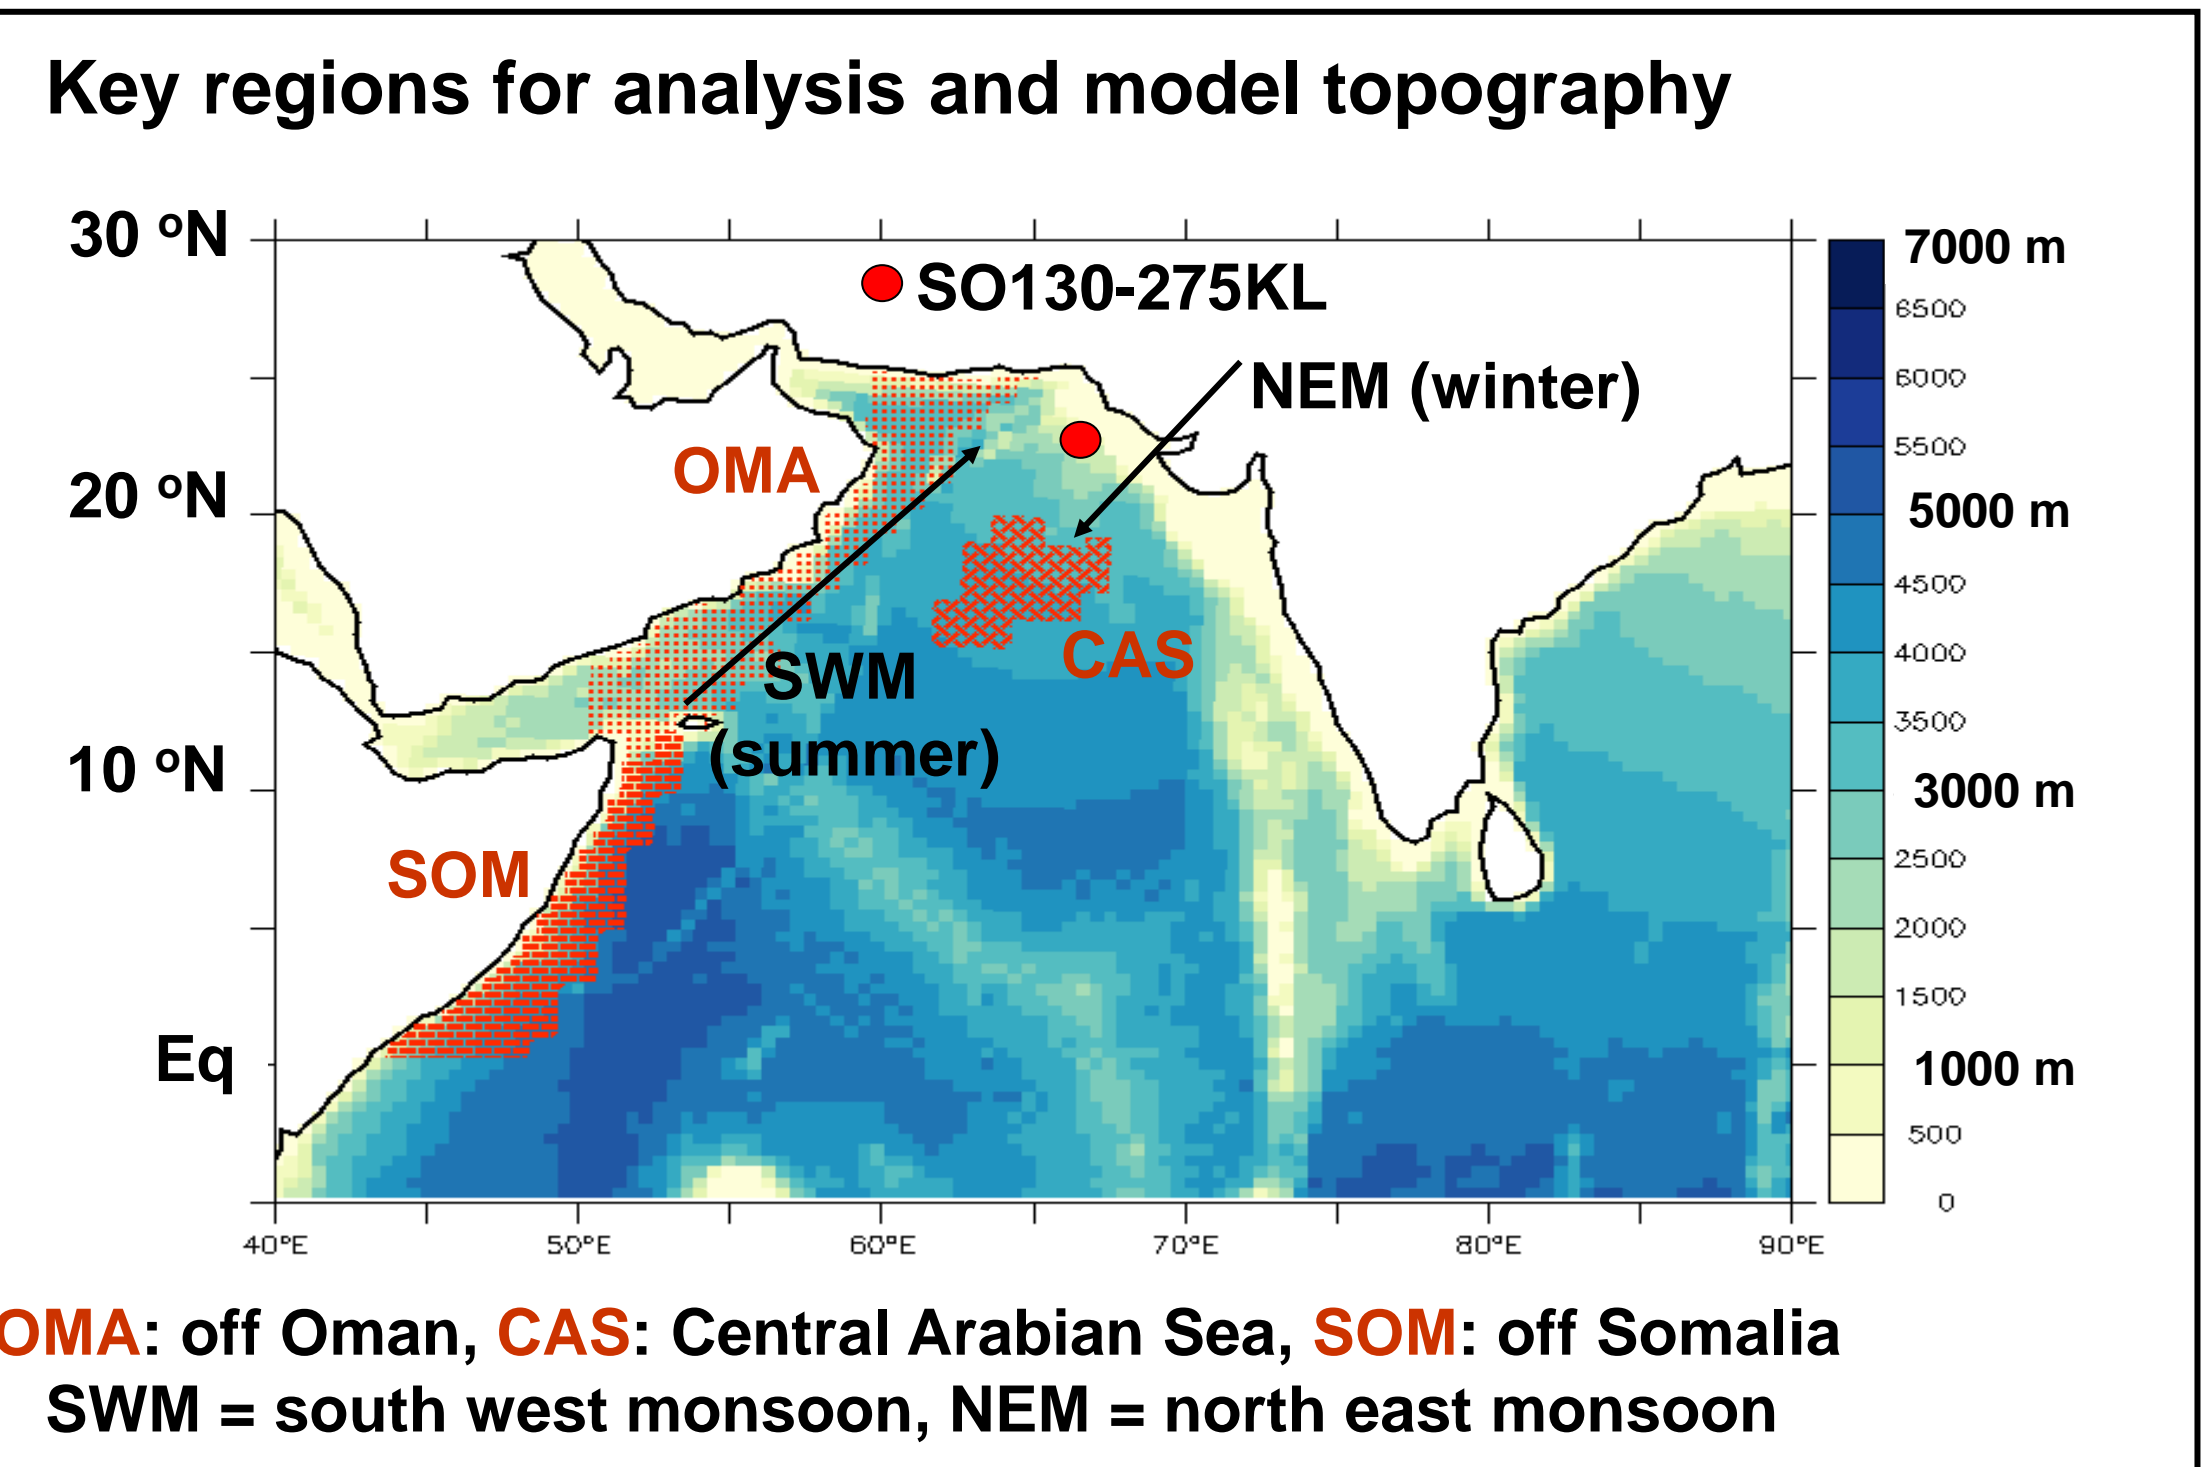 Key regions for analysis and model topography
30 ºN
SO130-275KL
7000 m
6500
NEM (winter)
6000
5500
OMA
20 ºN
5000 m
4500
CAS
4000
SWM
3500
(summer)
10 ºN
3000 m
SOM
2500
2000
1500
Eq
1000 m
500
0
40°E 50°E 60°E 70°E 80°E 90°E
OMA: off Oman, CAS: Central Arabian Sea, SOM: off Somalia
SWM = south west monsoon, NEM = north east monsoon